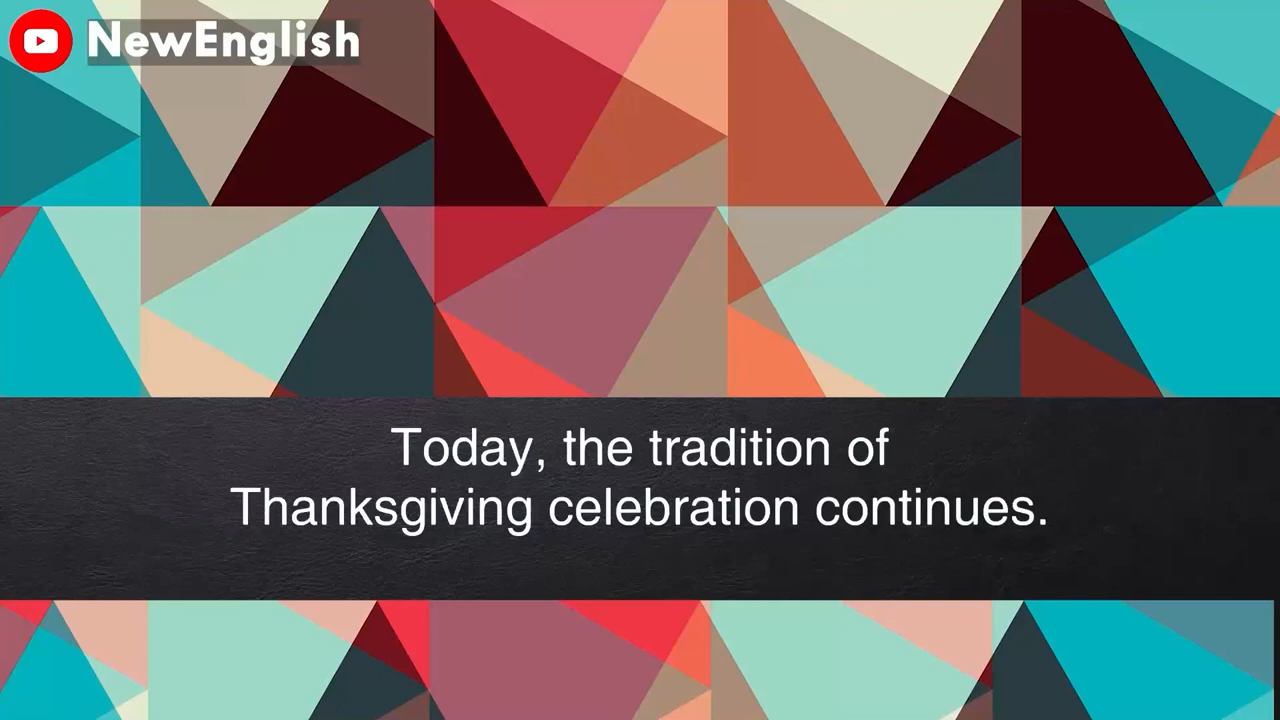 NewEnglish
Today, the tradition of
Thanksgiving celebration continues.